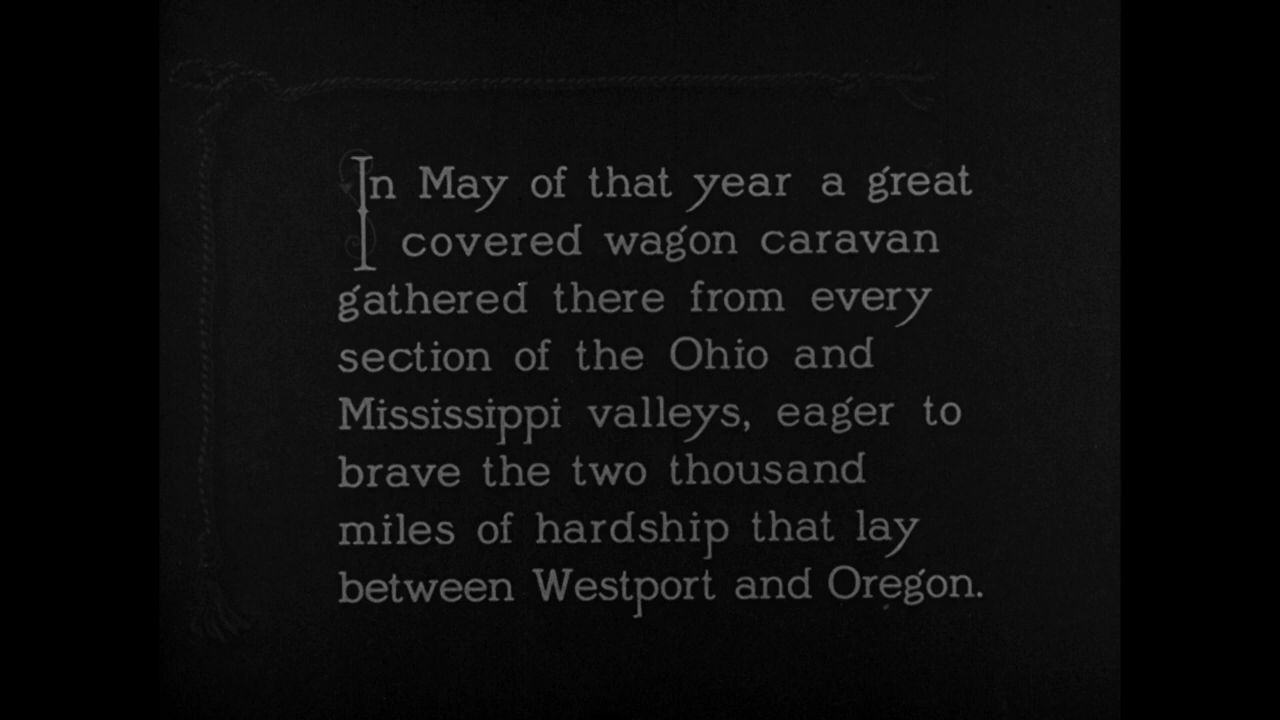 In May of that year a great
covered wagon caravan
gathered there from every
section of the Ohio and
Mississippi valleys, eager to
brave the two thousand
miles of hardship that lay
between Westport and Oregon.